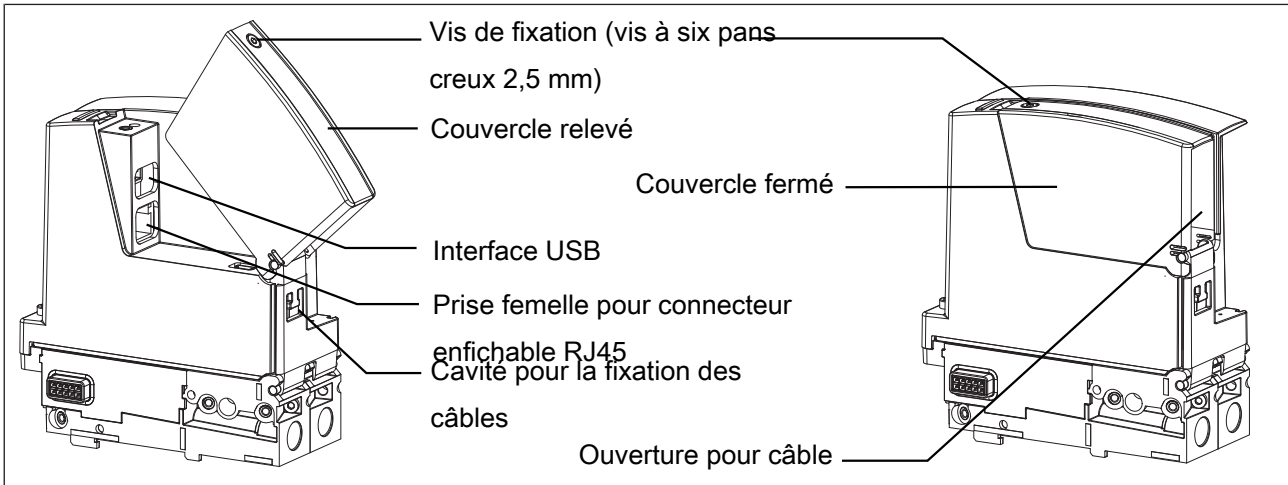 Vis de fixation (vis à six pans
creux 2,5 mm)
Couvercle relevé
Couvercle fermé
Interface USB
Prise femelle pour connecteur
enfichable RJ45
Cavité pour la fixation des
câbles
Ouverture pour câble